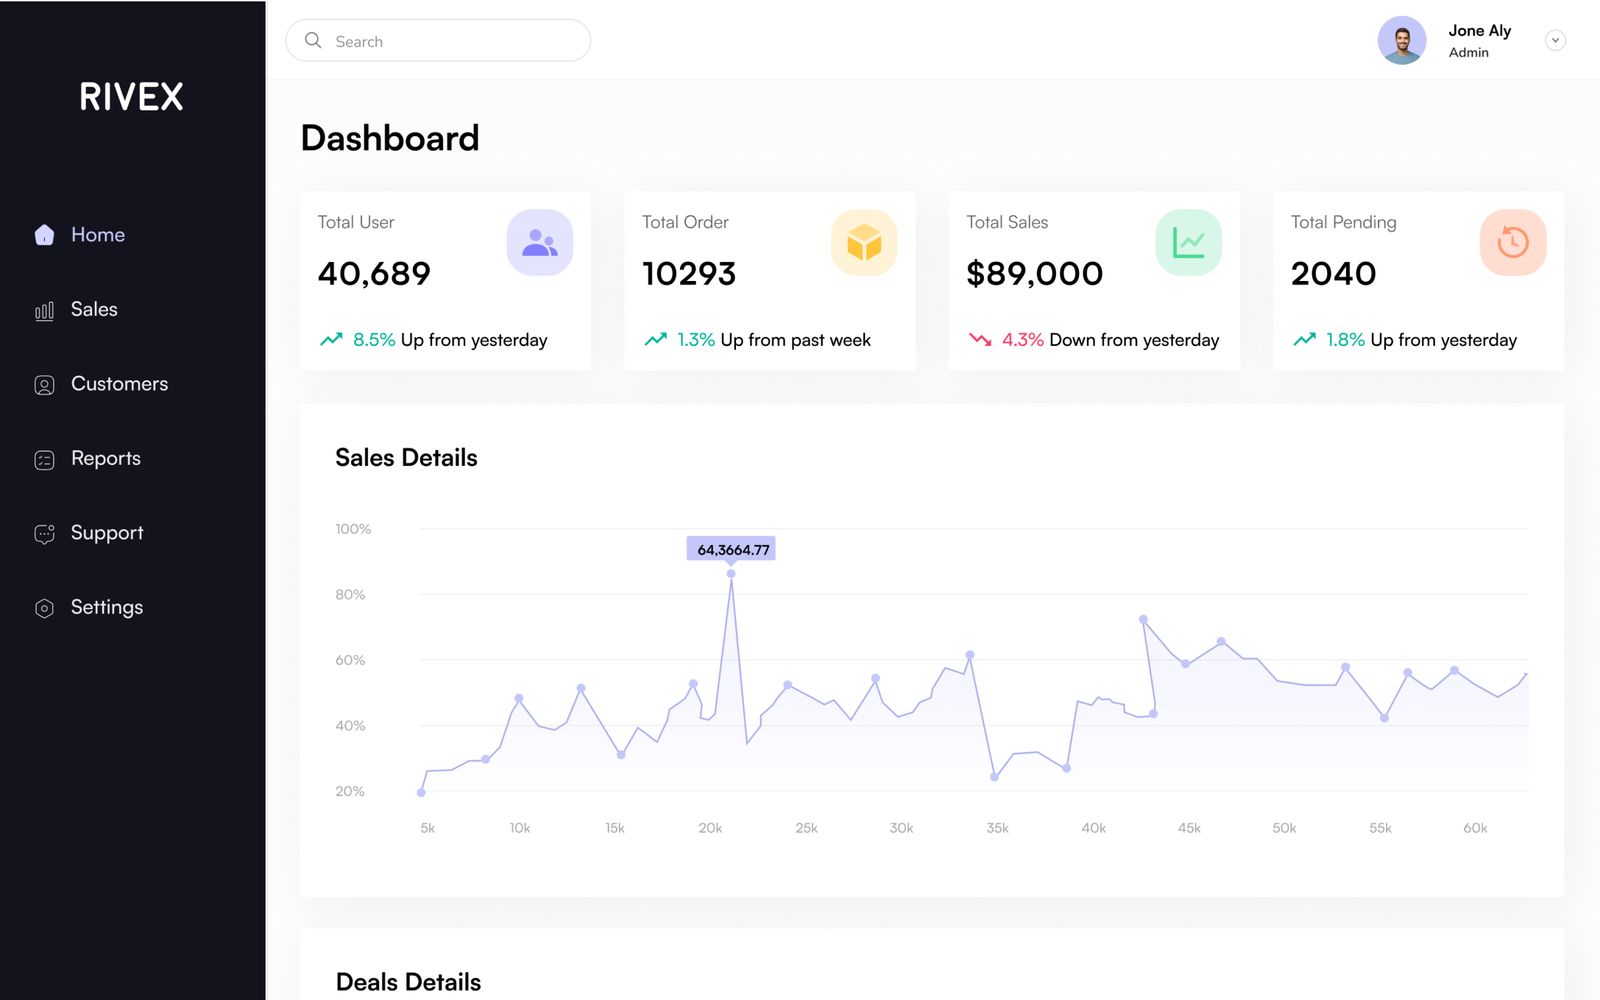 RIVEX
Home
Sales
Customers
Reports
Support
Settings
Search
Jone Aly
Admin
Dashboard
Total User
40,689
8.5% Up from yesterday
Total Order
10293
1.3% Up from past week
Total Sales
$89,000
4.3% Down from yesterday
Total Pending
2040
1.8% Up from yesterday
Sales Details
100%
80%
60%
40%
20%
64,3664.77
5k 10k 15k 20k 25k 30k 35k 40k 45k 50k 55k 60k
Deals Details